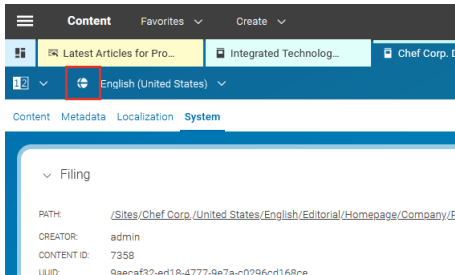 Content Favorites Create
Latest Articles for Pro... Integrated Technolog... Chef Corp.
12 English (United States)
Content Metadata Localization System
Filing
PATH: /Sites/Chef Corp./United States/English/Editorial/Homepage/Company/
CREATOR: admin
CONTENT ID: 7358
UUID: 9aecaf32-ed18-4777-9e7a-c0296cd168ce